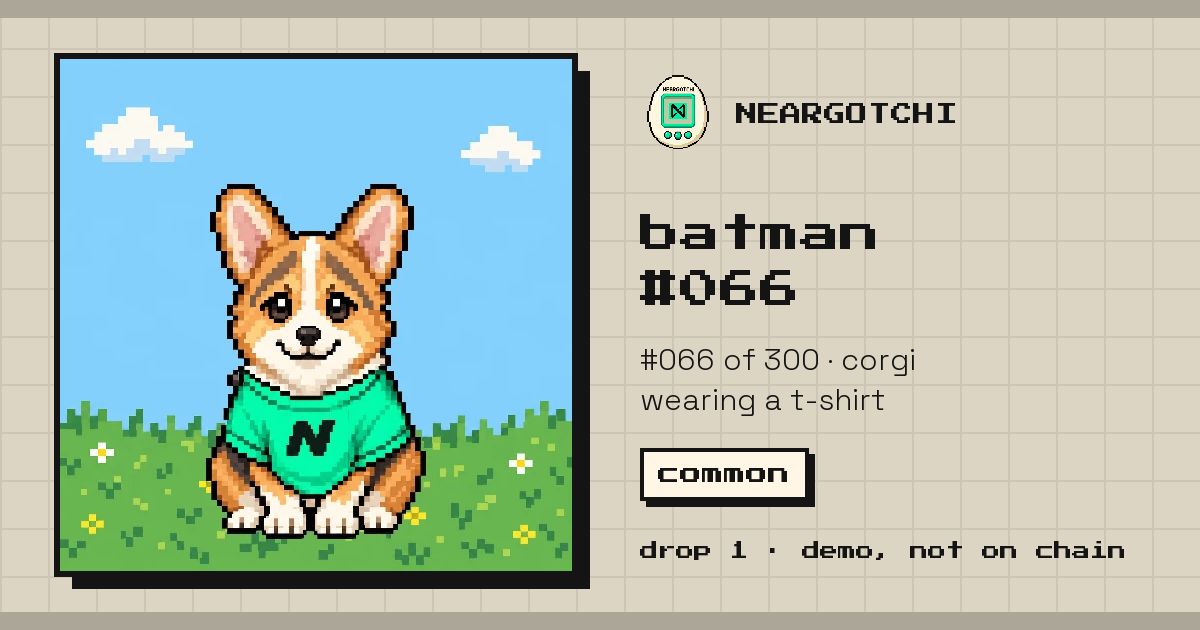 NEARGOTCHI
NEARGOTCHI
batman
#066
#066 of 300 · corgi
wearing a t-shirt
N
common
drop 1 · demo, not on chain